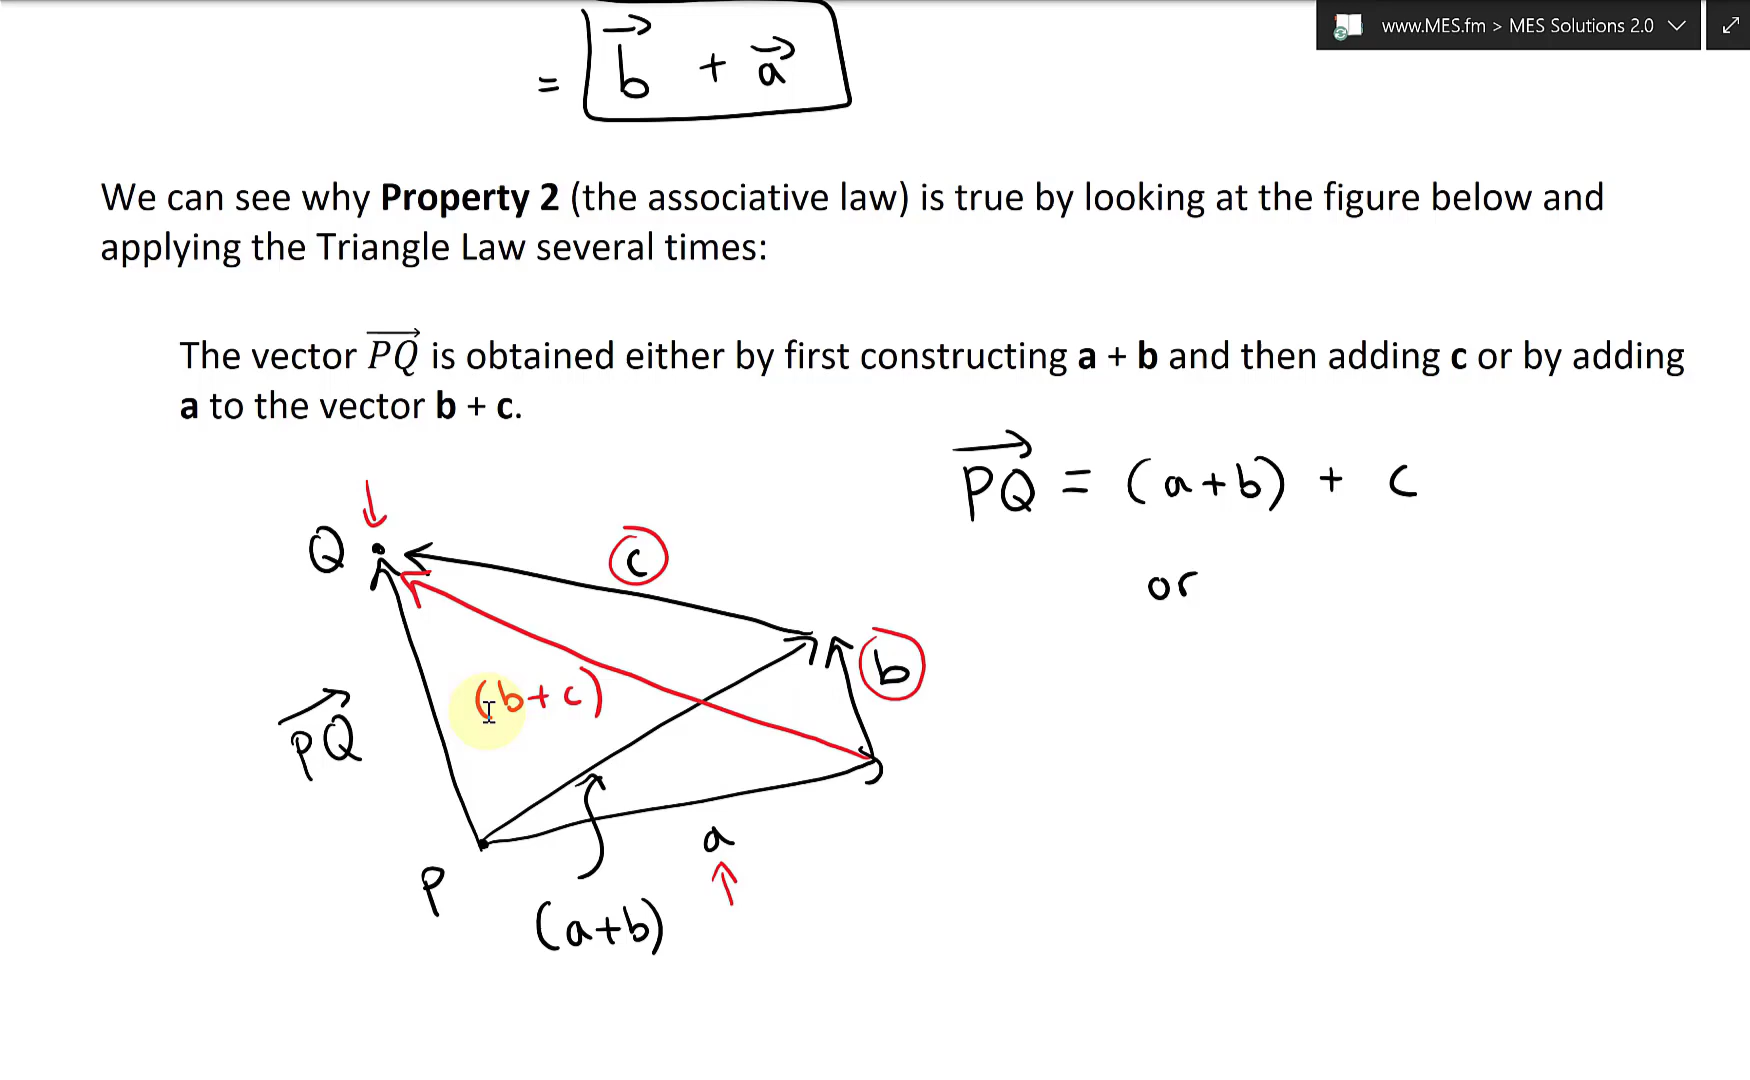 www.MES.fm > MES Solutions 2.0
= b + a
We can see why Property 2 (the associative law) is true by looking at the figure below and
applying the Triangle Law several times:
The vector PQ is obtained either by first constructing a + b and then adding c or by adding
a to the vector b + c.
PQ = (a+b) + c
or
Q
c
b
(b+c)
PQ
a
P
(a+b)